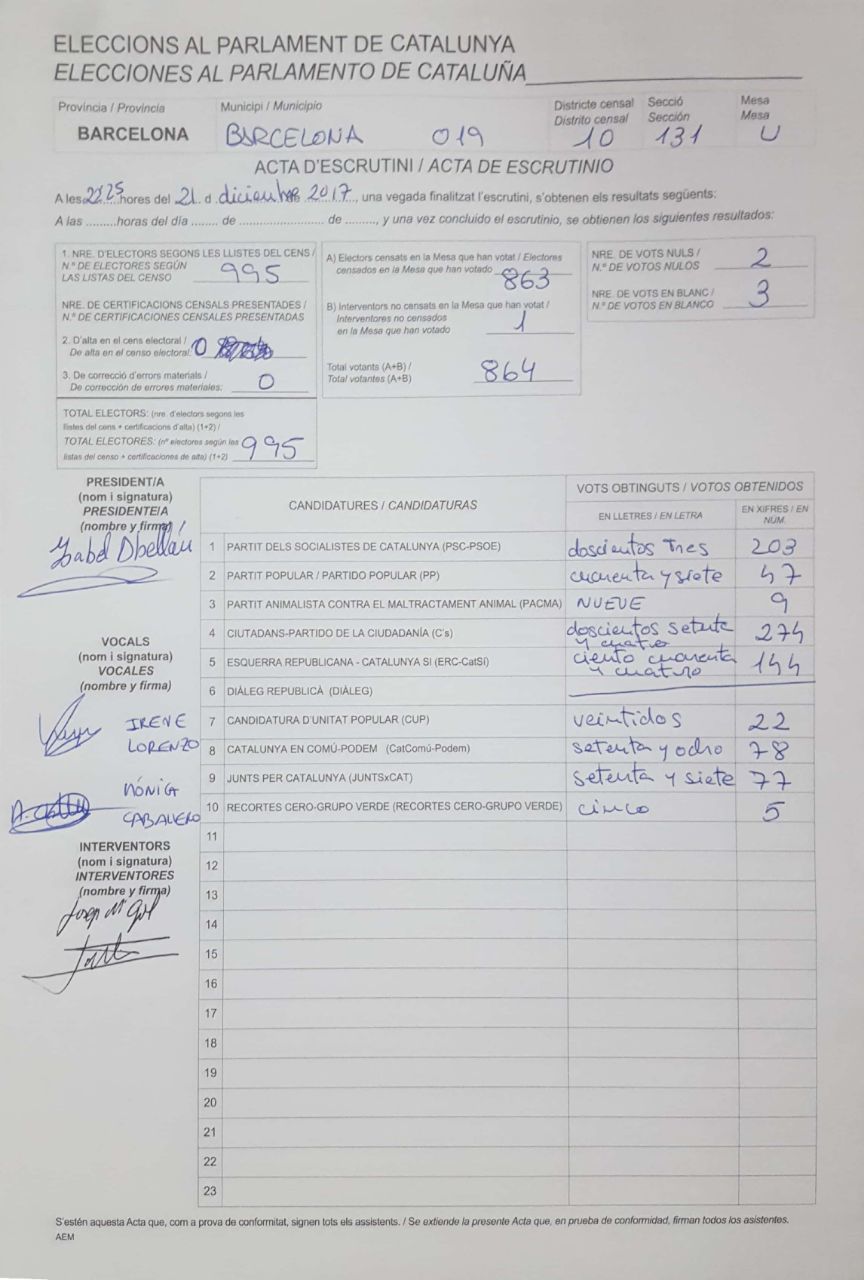 ELECCIONS AL PARLAMENT DE CATALUNYA
ELECCIONES AL PARLAMENTO DE CATALUÑA
Provincia / Provincia
BARCELONA
Municipi / Municipio
BARCELONA 019
Districte censal
Distrito censal
10
Secció
Sección
131
Mesa
Mesa
U
ACTA D'ESCRUTINI / ACTA DE ESCRUTINIO
A les 22:25 hores del 21 d diciembre 2017, una vegada finalitzat l'escrutini, s'obtenen els resultats següents:
A las .........horas del día ....... de ...................... de ........, y una vez concluido el escrutinio, se obtienen los siguientes resultados:
1. NRE. D'ELECTORS SEGONS LES LLISTES DEL CENS /
N.º DE ELECTORES SEGÚN
LAS LISTAS DEL CENSO 995
NRE. DE CERTIFICACIONS CENSALS PRESENTADES /
N.º DE CERTIFICACIONES CENSALES PRESENTADAS
2. D'alta en el cens electoral /
De alta en el censo electoral: 0
3. De correcció d'errors materials /
De corrección de errores materiales: 0
TOTAL ELECTORS: (nre. d'electors segons les
llistes del cens + certificacions d'alta) (1+2) /
TOTAL ELECTORES: (nº electores según las
listas del censo + certificaciones de alta) (1+2) 995
A) Electors censats en la Mesa que han votat / Electores
censados en la Mesa que han votado 863
B) Interventors no censats en la Mesa que han votat /
Interventores no censados
en la Mesa que han votado 1
Total votants (A+B) /
Total votantes (A+B) 864
NRE. DE VOTS NULS /
N.º DE VOTOS NULOS 2
NRE. DE VOTS EN BLANC /
N.º DE VOTOS EN BLANCO 3
PRESIDENT/A
(nom i signatura)
PRESIDENTE/A
(nombre y firma)
VOCALS
(nom i signatura)
VOCALES
(nombre y firma)
IRENE
LORENZO
MÓNICA
CABALLERO
INTERVENTORS
(nom i signatura)
INTERVENTORES
(nombre y firma)
CANDIDATURES / CANDIDATURAS
VOTS OBTINGUTS / VOTOS OBTENIDOS
EN LLETRES / EN LETRA
EN XIFRES / EN NÚM.
1 PARTIT DELS SOCIALISTES DE CATALUNYA (PSC-PSOE) doscientos Tres 203
2 PARTIT POPULAR / PARTIDO POPULAR (PP) cuarenta y siete 47
3 PARTIT ANIMALISTA CONTRA EL MALTRACTAMENT ANIMAL (PACMA) NUEVE 9
4 CIUTADANS-PARTIDO DE LA CIUDADANÍA (C's) doscientos setenta y cuatro 274
5 ESQUERRA REPUBLICANA - CATALUNYA SI (ERC-CatSí) ciento cuarenta y cuatro 144
6 DIÀLEG REPUBLICÀ (DIÀLEG)
7 CANDIDATURA D'UNITAT POPULAR (CUP) veintidos 22
8 CATALUNYA EN COMÚ-PODEM (CatComú-Podem) setenta y ocho 78
9 JUNTS PER CATALUNYA (JUNTSxCAT) setenta y siete 77
10 RECORTES CERO-GRUPO VERDE (RECORTES CERO-GRUPO VERDE) cinco 5
11
12
13
14
15
16
17
18
19
20
21
22
23
S'estén aquesta Acta que, com a prova de conformitat, signen tots els assistents. / Se extiende la presente Acta que, en prueba de conformidad, firman todos los asistentes.
AEM